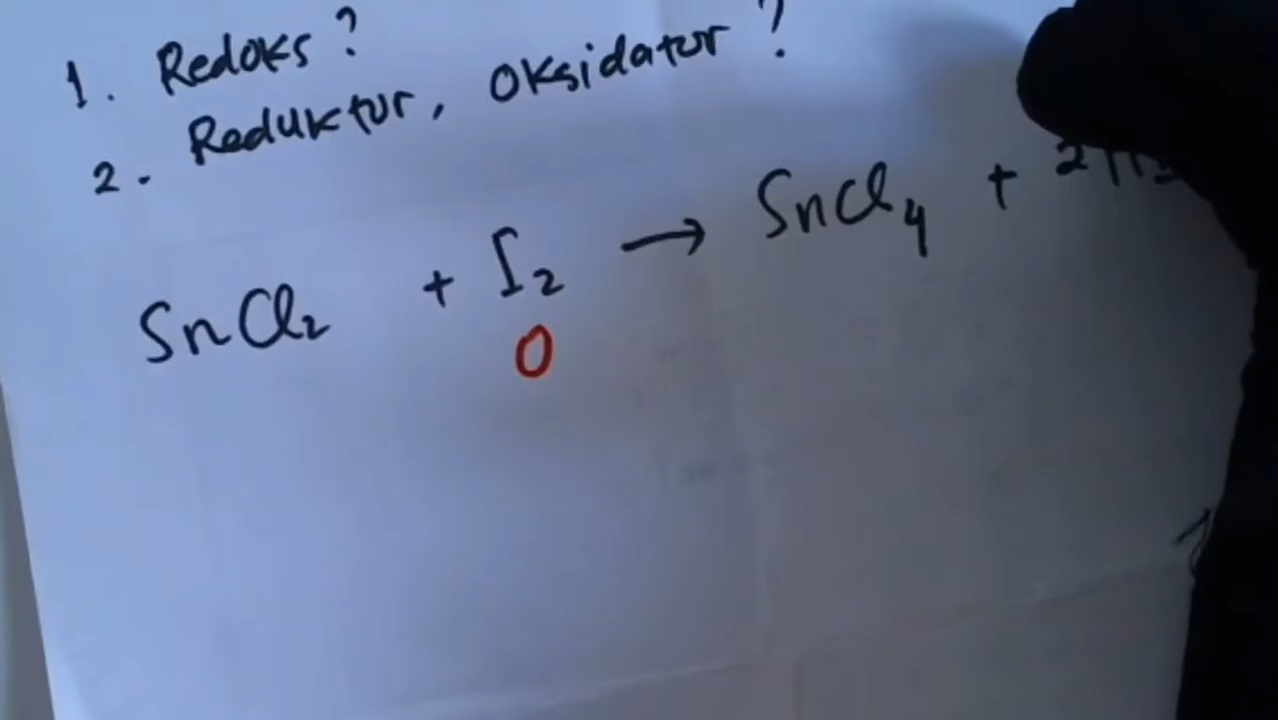 1. Redoks?
2. Reduktor, Oksidator?
SnCl₂ + I₂ → SnCl₄ +
0